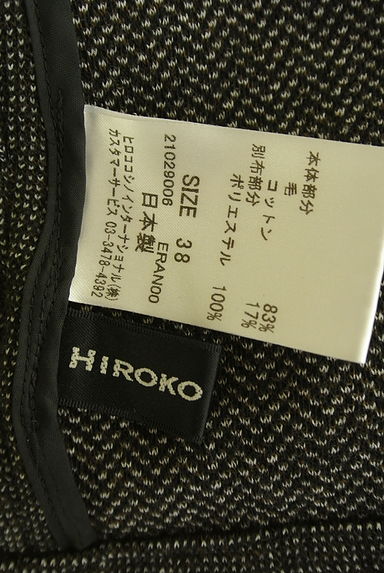 本体部分
毛 83%
コットン 17%
別布部分
ポリエステル 100%
SIZE 38
21029006 ERAN00
日本製
ヒロココシノインターナショナル(株)
カスタマーサービス 03-3478-4392
HIROKO